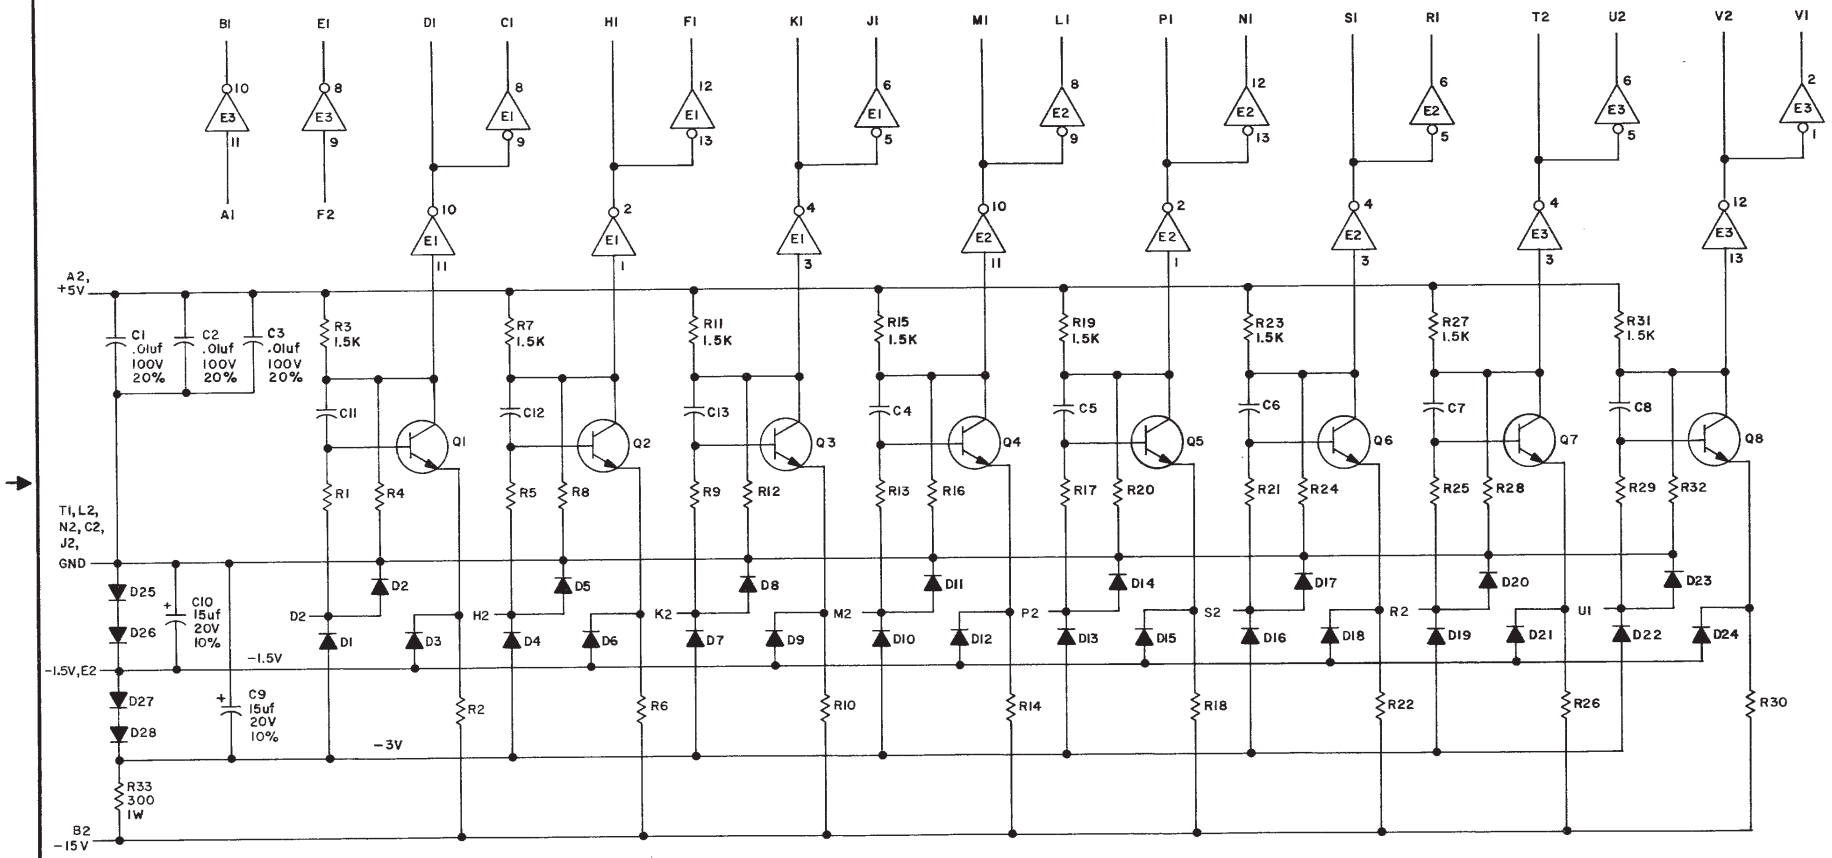 B1 E1 D1 C1 H1 F1 K1 J1 M1 L1 P1 N1 S1 R1 T2 U2 V2 V1
10 8 8 12 6 8 12 6 6 2
E3 E3 E1 E1 E1 E2 E2 E2 E3 E3
11 9 9 13 5 9 13 5 5 1
A1 F2 10 2 4 10 2 4 4 12
E1 E1 E1 E2 E2 E2 E3 E3
11 1 3 11 1 3 3 13
A2,
+5V
C1 C2 C3 R3 R7 R11 R15 R19 R23 R27 R31
.01uf .01uf .01uf 1.5K 1.5K 1.5K 1.5K 1.5K 1.5K 1.5K 1.5K
100V 100V 100V
20% 20% 20%
C11 C12 C13 C4 C5 C6 C7 C8
Q1 Q2 Q3 Q4 Q5 Q6 Q7 Q8
R1 R4 R5 R8 R9 R12 R13 R16 R17 R20 R21 R24 R25 R28 R29 R32
T1, L2,
N2, C2,
J2,
GND
D25 C10 D2 D5 D8 D11 D14 D17 D20 D23
+ 15uf
20V
10%
D2 H2 K2 M2 P2 S2 R2 U1
D26 D1 D3 D4 D6 D7 D9 D10 D12 D13 D15 D16 D18 D19 D21 D22 D24
-1.5V, E2 -1.5V
D27 + C9 R2 R6 R10 R14 R18 R22 R26 R30
15uf
20V
10%
D28
-3V
R33
300
1W
B2
-15V